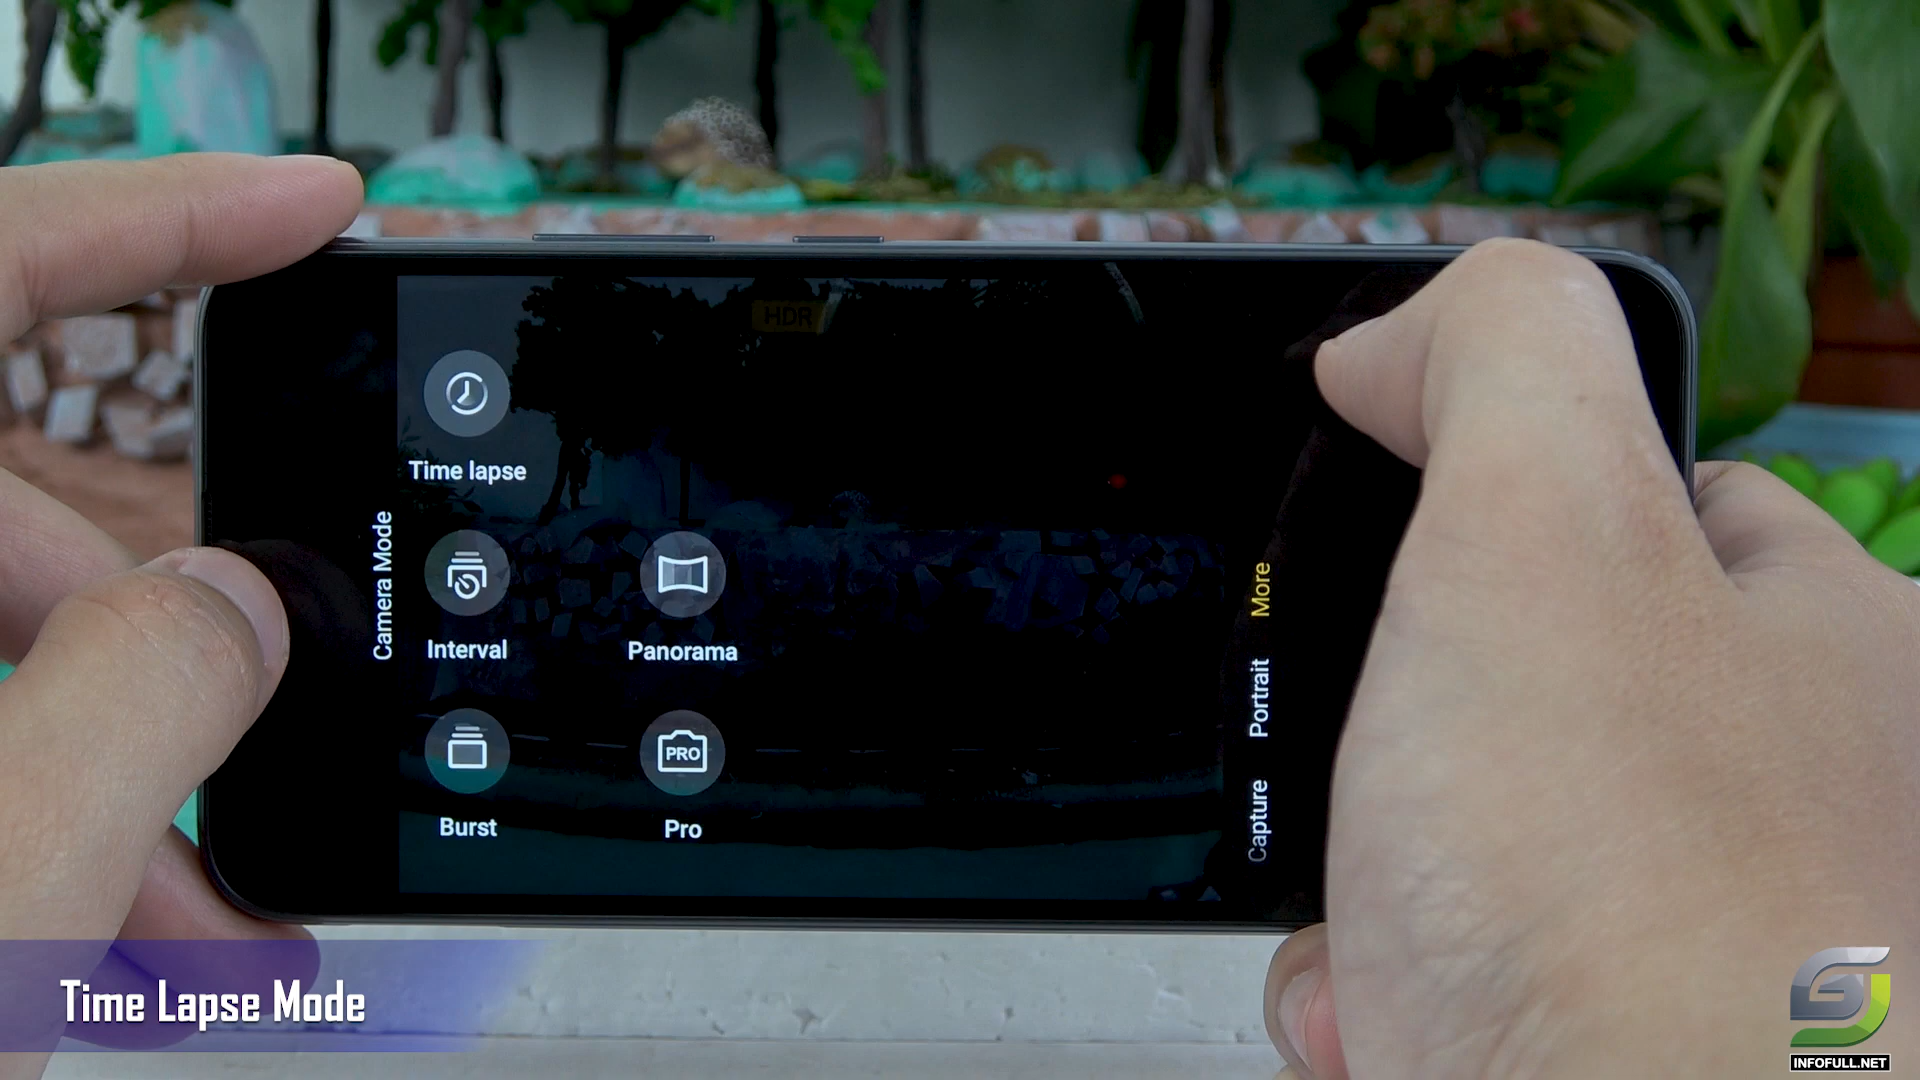 HDR
Time lapse
Camera Mode
Interval
Panorama
Burst
PRO
Pro
More
Portrait
Capture
Time Lapse Mode
INFOFULL.NET